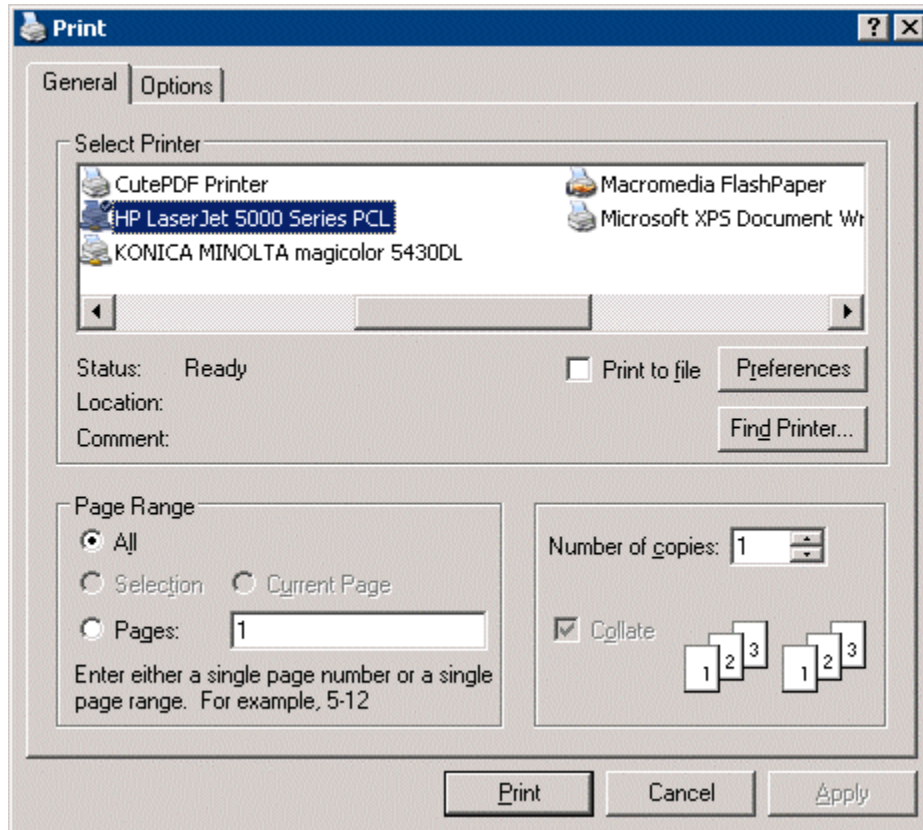 Print
General Options
Select Printer
CutePDF Printer Macromedia FlashPaper
HP LaserJet 5000 Series PCL Microsoft XPS Document Wr
KONICA MINOLTA magicolor 5430DL
Status: Ready Print to file Preferences
Location:
Comment: Find Printer...
Page Range
All Number of copies: 1
Selection Current Page
Pages: 1 Collate 1 2 3 1 2 3
Enter either a single page number or a single
page range. For example, 5-12
Print Cancel Apply